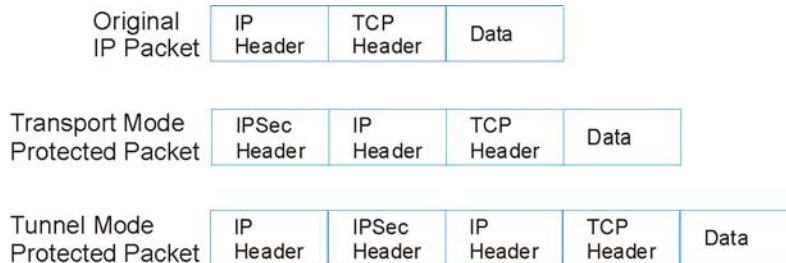 Original
IP Packet
IP
Header
TCP
Header
Data
Transport Mode
Protected Packet
IPSec
Header
IP
Header
TCP
Header
Data
Tunnel Mode
Protected Packet
IP
Header
IPSec
Header
IP
Header
TCP
Header
Data